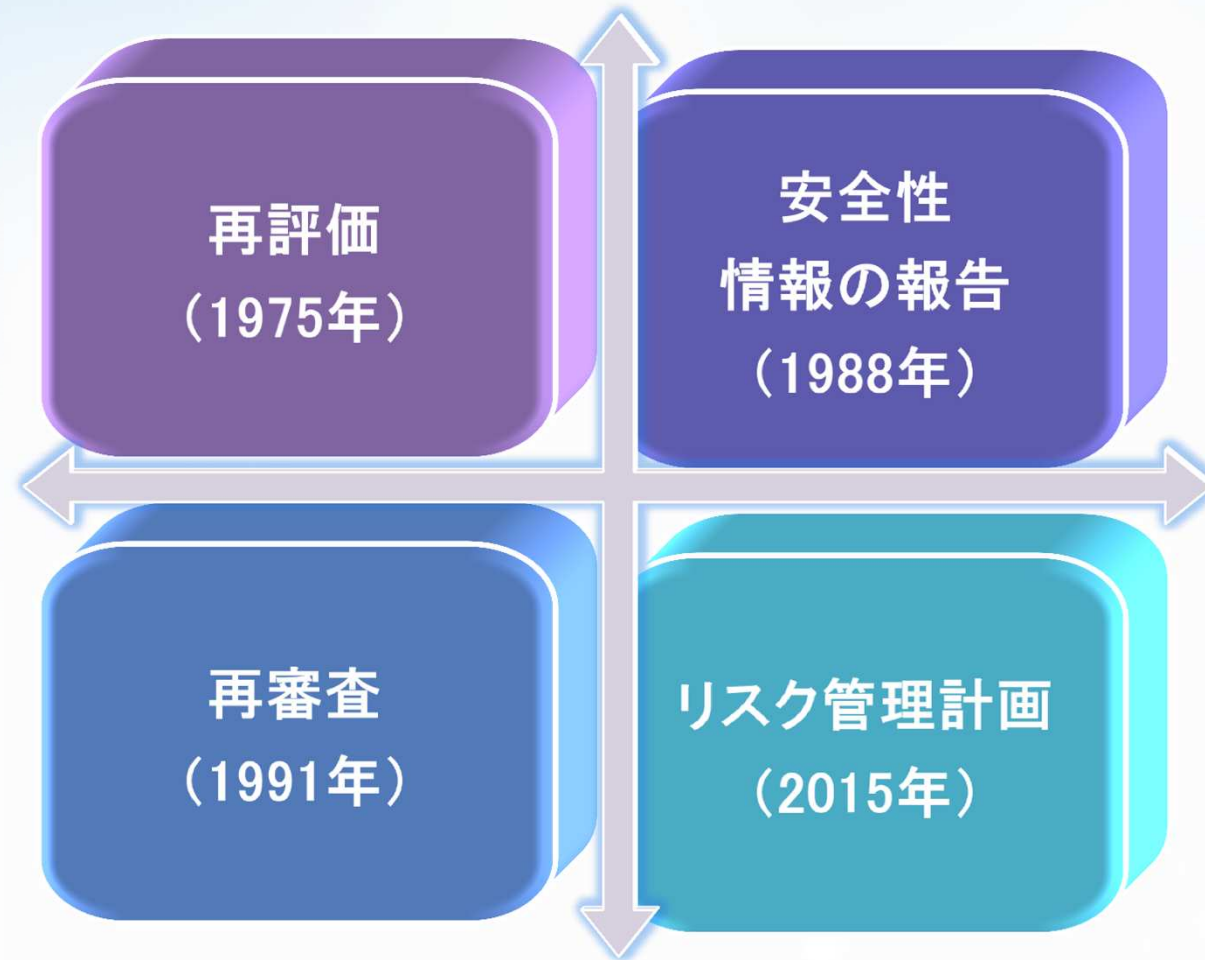 再評価
（1975年）
安全性
情報の報告
（1988年）
再審査
（1991年）
リスク管理計画
（2015年）